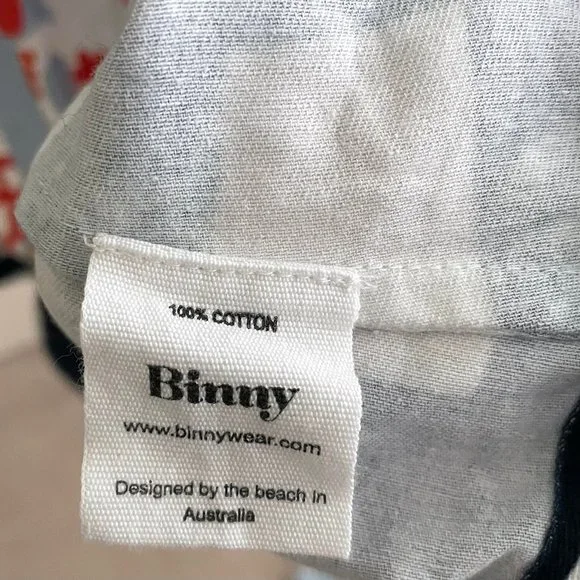 100% COTTON
Binny
www.binnywear.com
Designed by the beach in
Australia